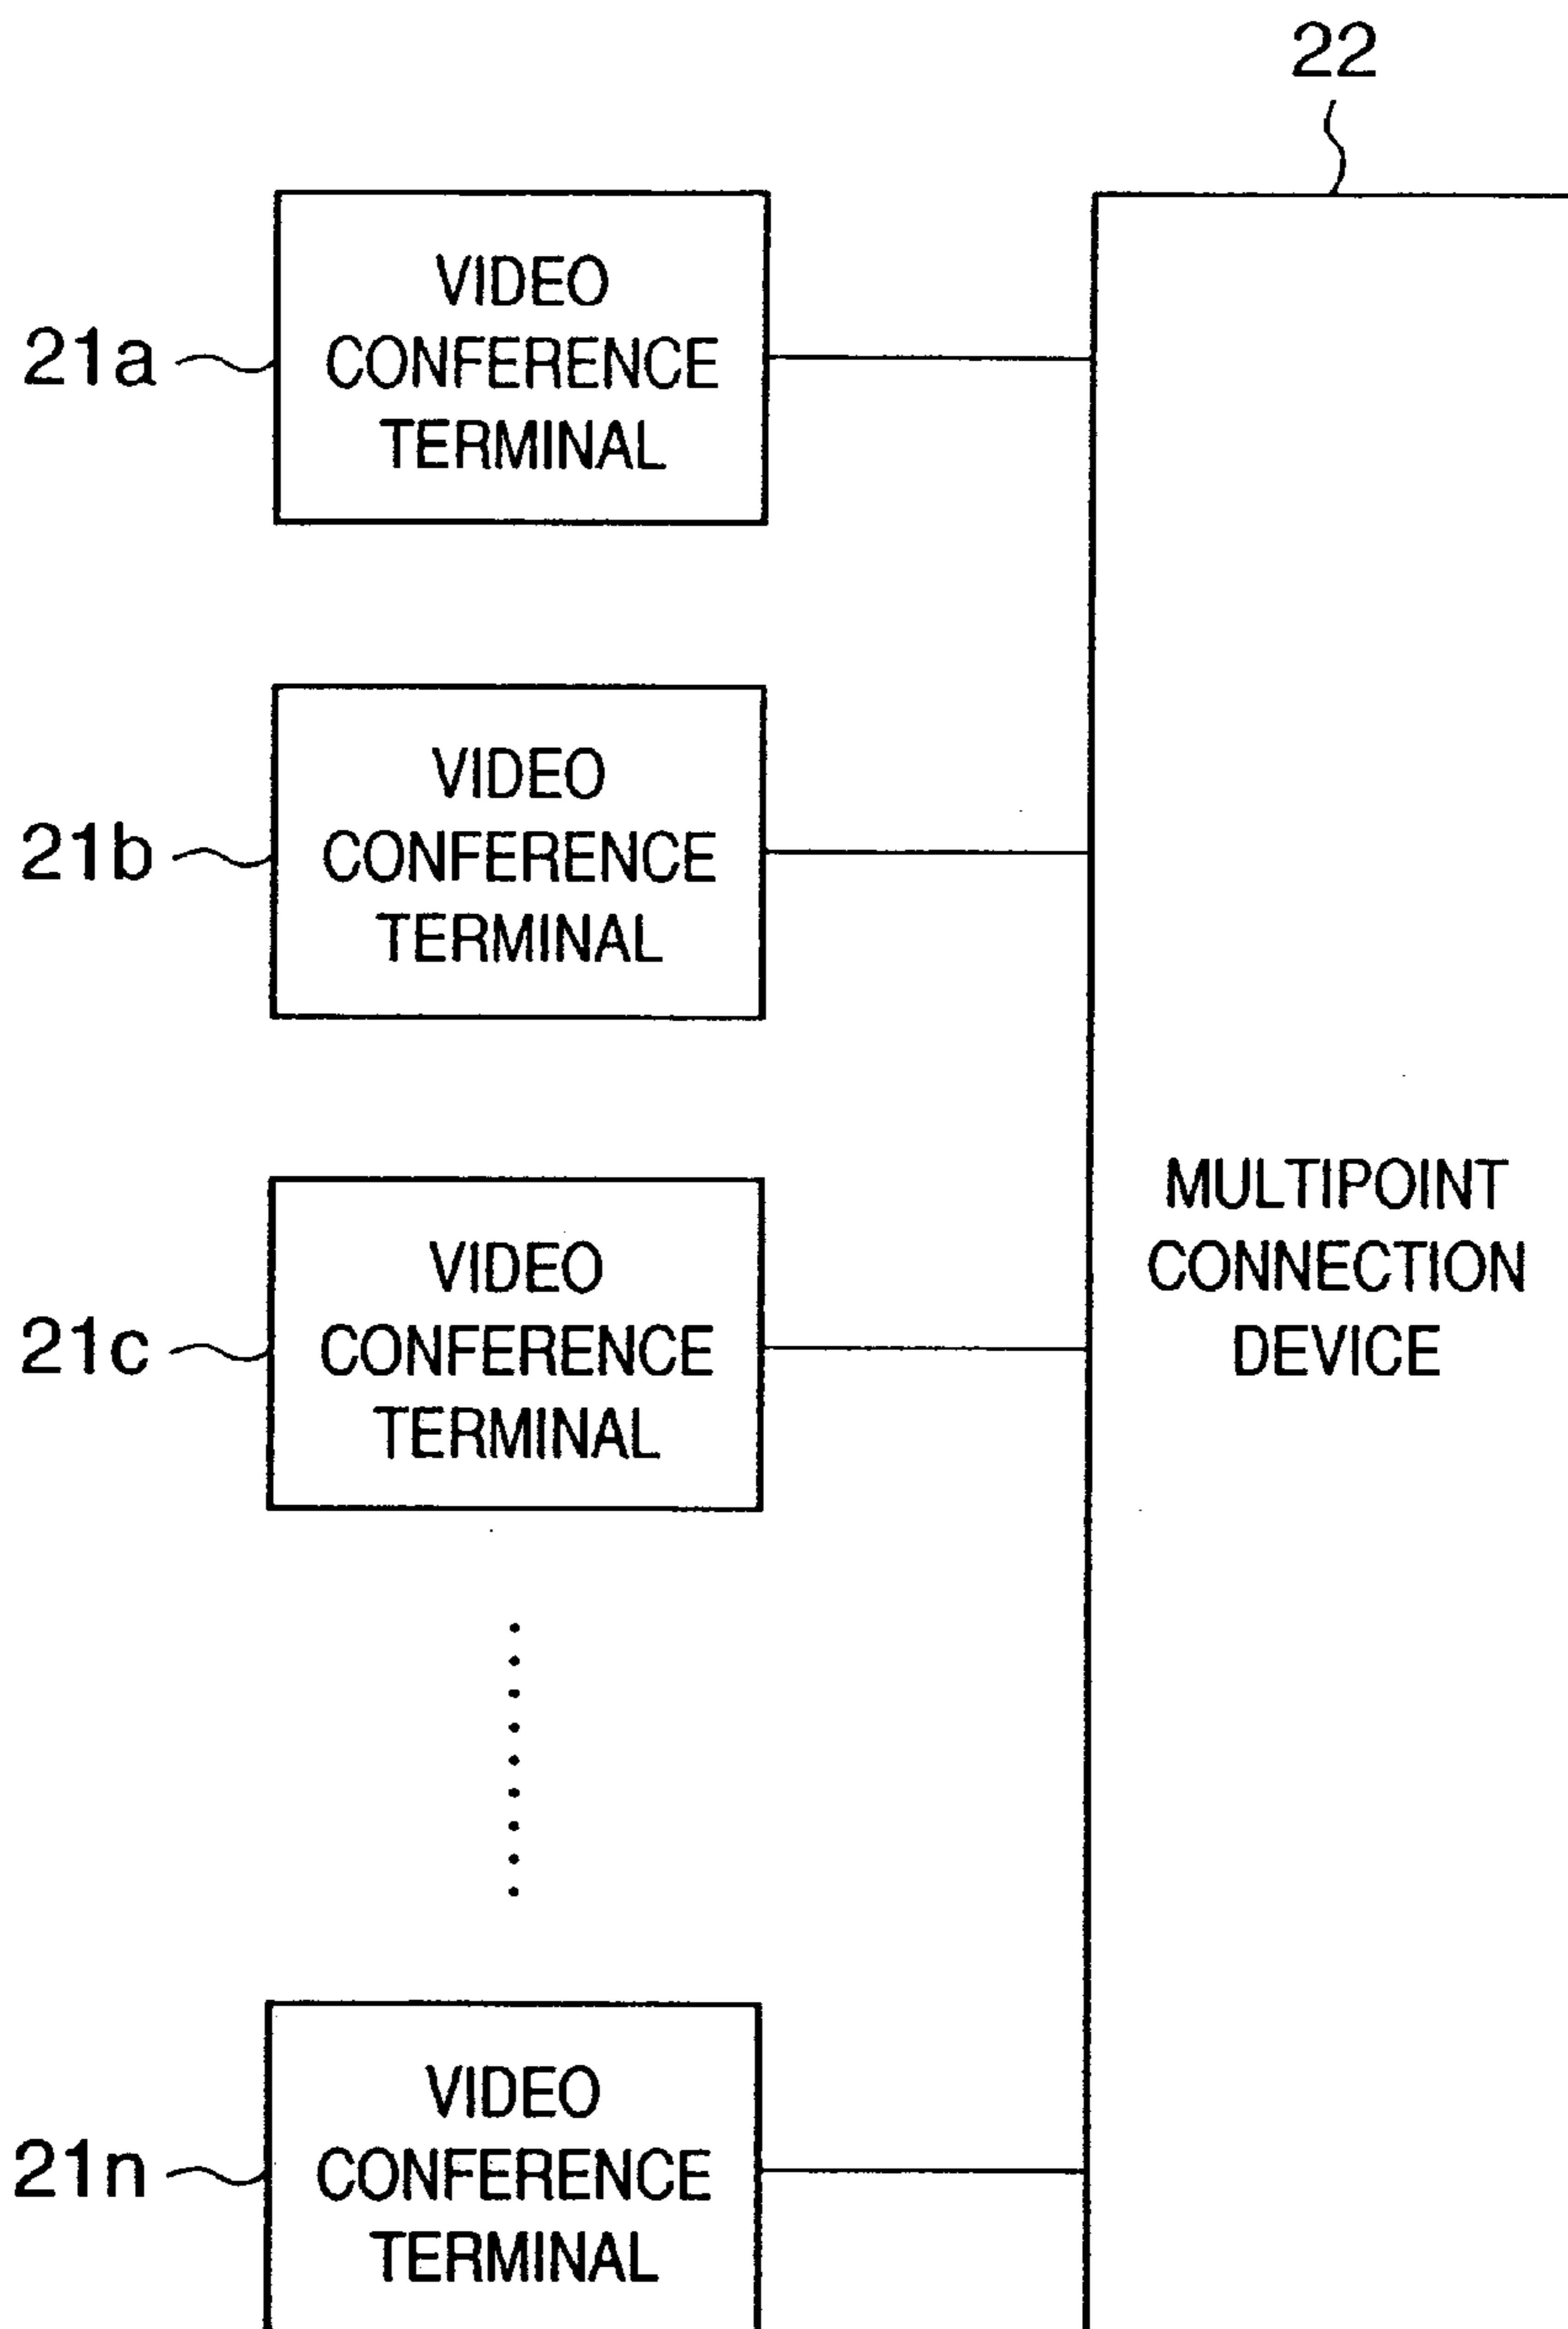 22
VIDEO
CONFERENCE
TERMINAL
21a
VIDEO
CONFERENCE
TERMINAL
21b
VIDEO
CONFERENCE
TERMINAL
21c
MULTIPOINT
CONNECTION
DEVICE
VIDEO
CONFERENCE
TERMINAL
21n